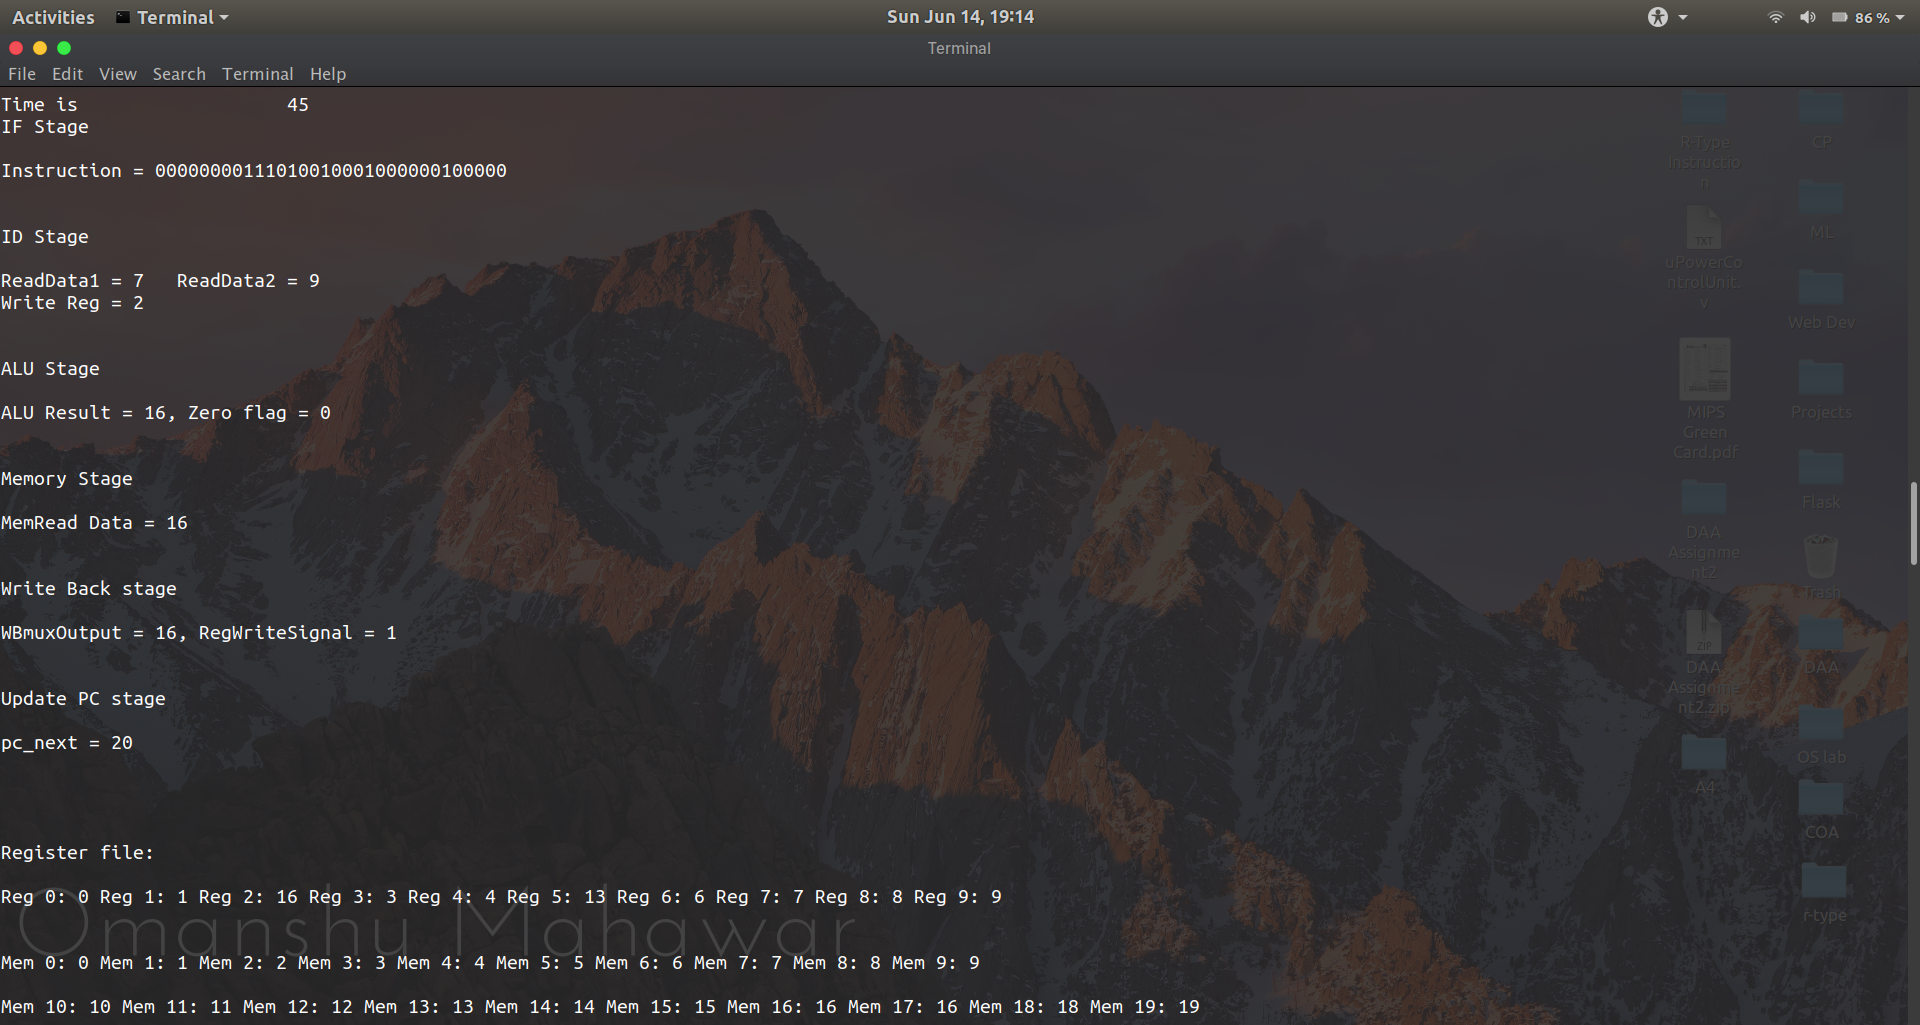 Activities Terminal Sun Jun 14, 19:14 86 %
Terminal
File Edit View Search Terminal Help
Time is 45
IF Stage
Instruction = 00000000111010010001000000100000
ID Stage
ReadData1 = 7 ReadData2 = 9
Write Reg = 2
ALU Stage
ALU Result = 16, Zero flag = 0
Memory Stage
MemRead Data = 16
Write Back stage
WBmuxOutput = 16, RegWriteSignal = 1
Update PC stage
pc_next = 20
Register file:
Reg 0: 0 Reg 1: 1 Reg 2: 16 Reg 3: 3 Reg 4: 4 Reg 5: 13 Reg 6: 6 Reg 7: 7 Reg 8: 8 Reg 9: 9
Omanshu Mahawar
Mem 0: 0 Mem 1: 1 Mem 2: 2 Mem 3: 3 Mem 4: 4 Mem 5: 5 Mem 6: 6 Mem 7: 7 Mem 8: 8 Mem 9: 9
Mem 10: 10 Mem 11: 11 Mem 12: 12 Mem 13: 13 Mem 14: 14 Mem 15: 15 Mem 16: 16 Mem 17: 16 Mem 18: 18 Mem 19: 19
R-Type
Instructio
n
TXT
uPowerCo
ntrolUnit.
v
MIPS
Green
Card.pdf
DAA
Assignme
nt2
ZIP
DAA
Assignme
nt2.zip
A4
CP
ML
Web Dev
Projects
Flask
Trash
DAA
OS lab
COA
r-type